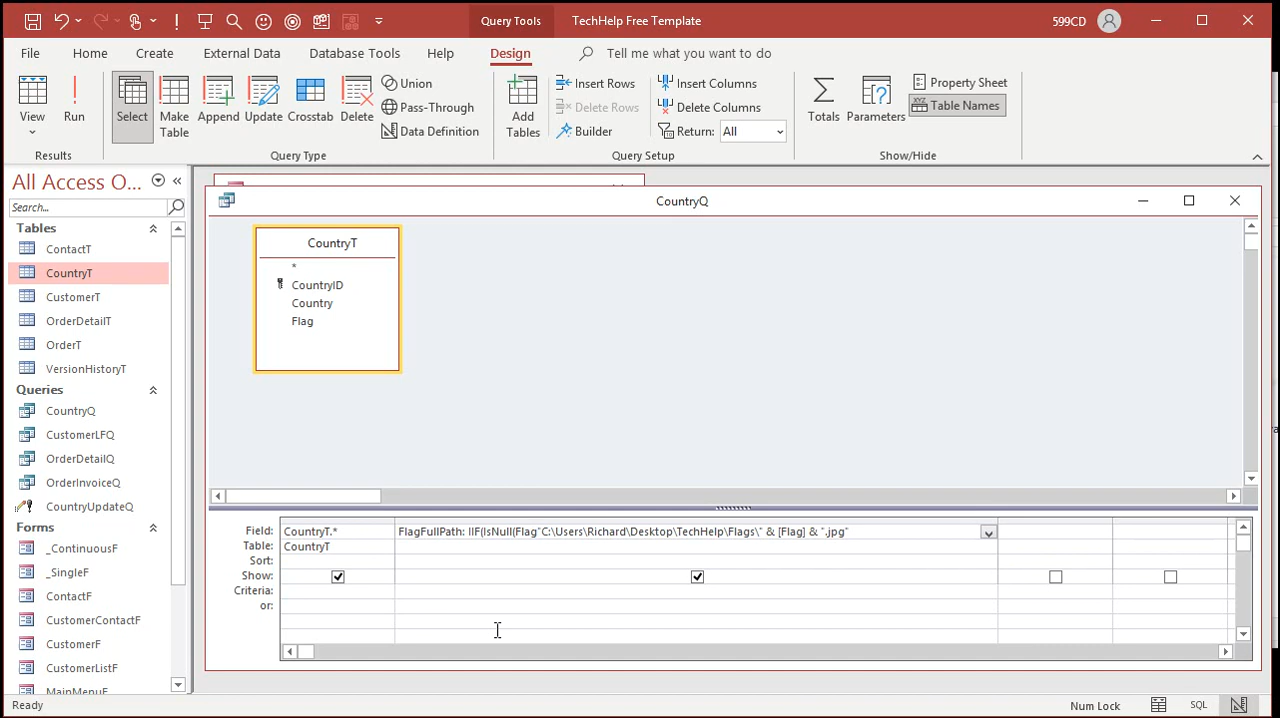 Query Tools
TechHelp Free Template
599CD
File
Home
Create
External Data
Database Tools
Help
Design
Tell me what you want to do
View
Run
Select
Make Table
Append
Update
Crosstab
Delete
Union
Pass-Through
Data Definition
Add Tables
Insert Rows
Delete Rows
Builder
Insert Columns
Delete Columns
Return: All
Totals
Parameters
Property Sheet
Table Names
Results
Query Type
Query Setup
Show/Hide
All Access O...
Search...
Tables
ContactT
CountryT
CustomerT
OrderDetailT
OrderT
VersionHistoryT
Queries
CountryQ
CustomerLFQ
OrderDetailQ
OrderInvoiceQ
CountryUpdateQ
Forms
_ContinuousF
_SingleF
ContactF
CustomerContactF
CustomerF
CustomerListF
MainMenuF
CountryQ
CountryT
*
CountryID
Country
Flag
Field: CountryT.* FlagFullPath: IIF(IsNull(Flag"C:\Users\Richard\Desktop\TechHelp\Flags\" & [Flag] & ".jpg"
Table: CountryT
Sort:
Show:
Criteria:
or:
Ready
Num Lock
SQL